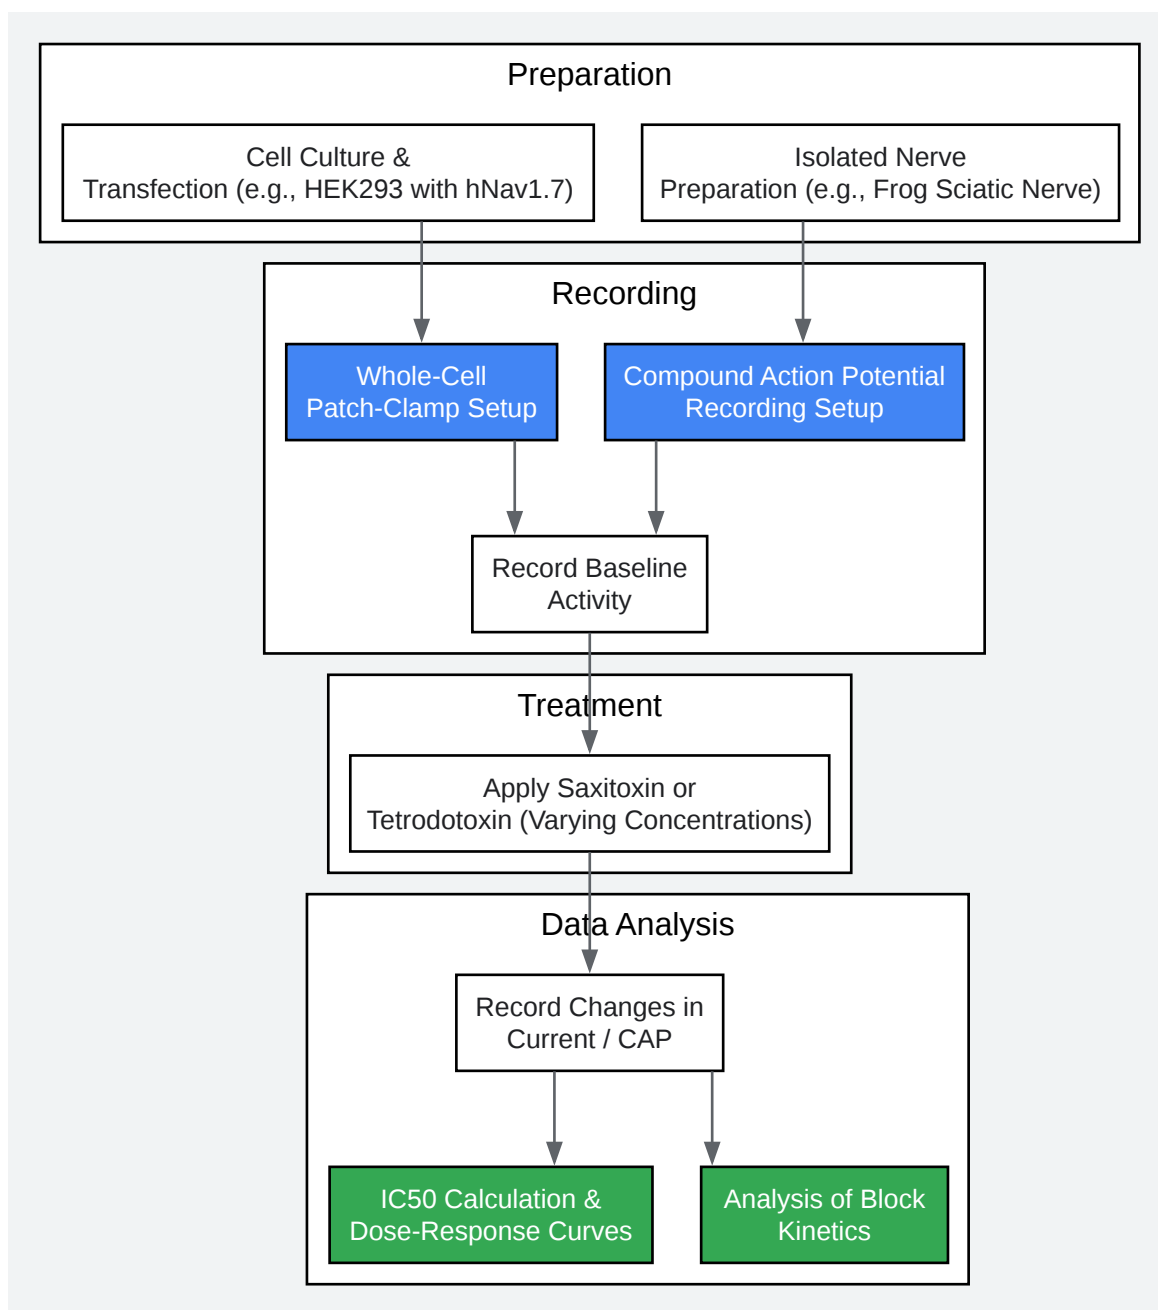 Preparation
Cell Culture &
Transfection (e.g., HEK293 with hNav1.7)
Isolated Nerve
Preparation (e.g., Frog Sciatic Nerve)
Recording
Whole-Cell
Patch-Clamp Setup
Compound Action Potential
Recording Setup
Record Baseline
Activity
Treatment
Apply Saxitoxin or
Tetrodotoxin (Varying Concentrations)
Data Analysis
Record Changes in
Current / CAP
IC50 Calculation &
Dose-Response Curves
Analysis of Block
Kinetics